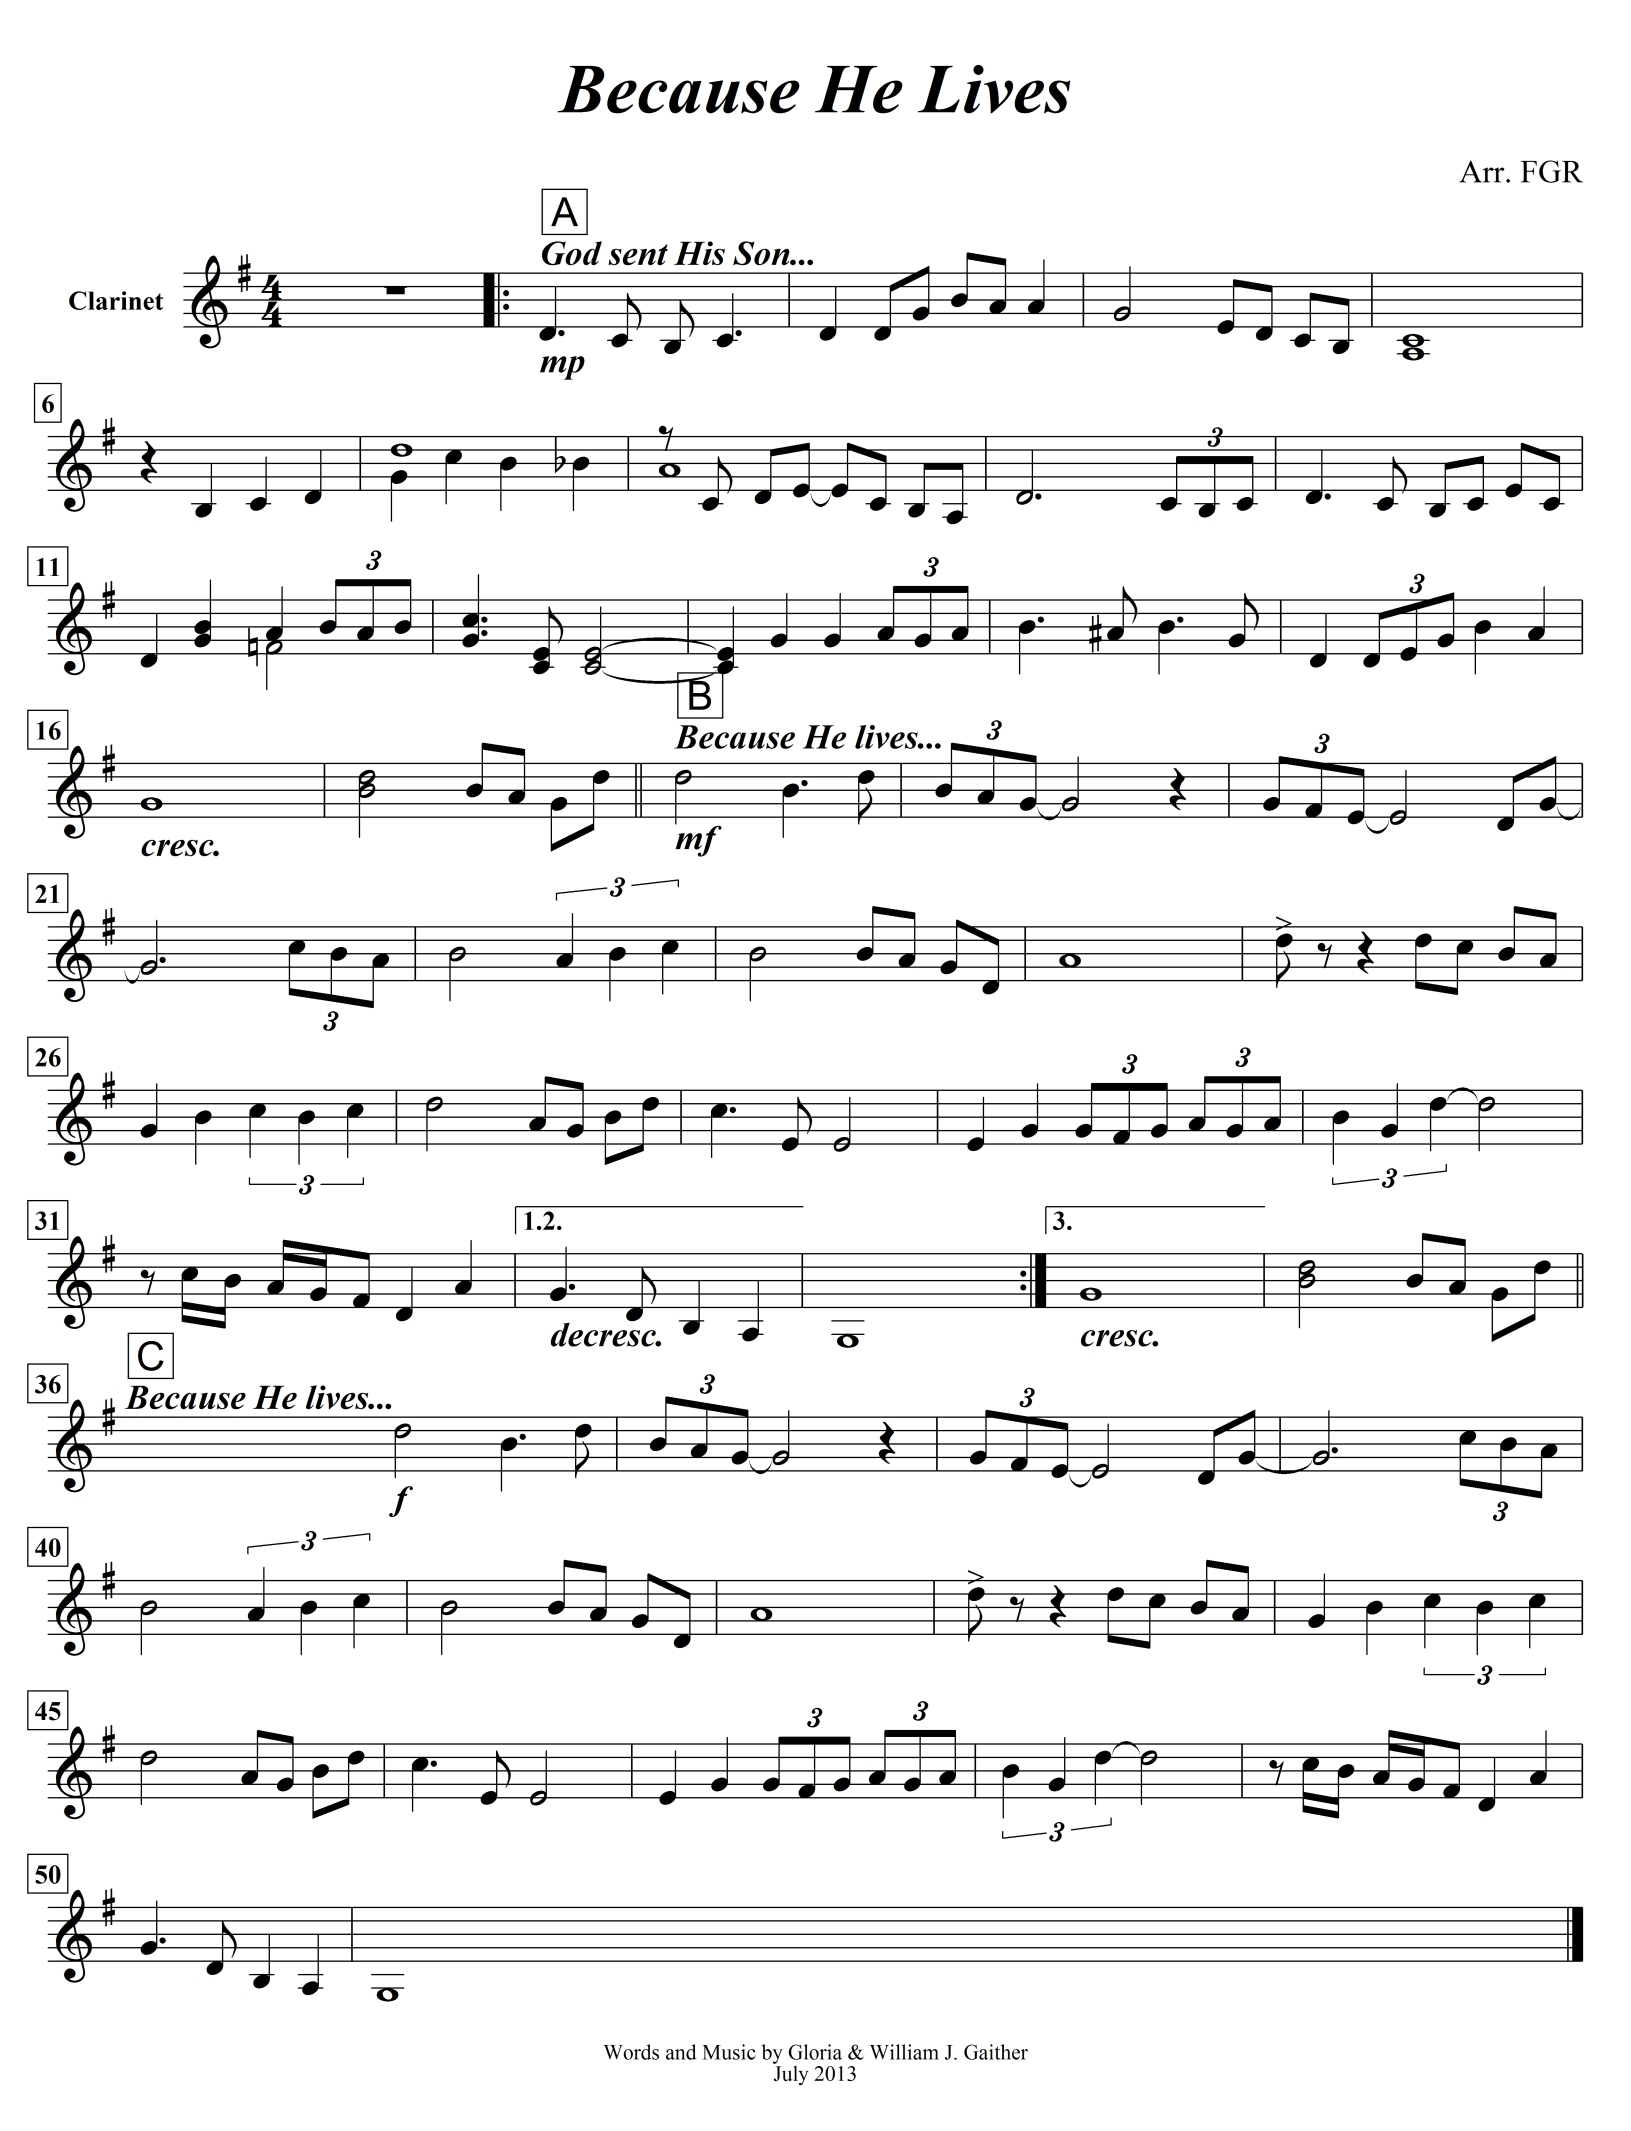 Because He Lives
Arr. FGR
A
God sent His Son...
Clarinet
mp
6
3
11
3
3
3
B
16
Because He lives...
3
3
cresc.
mf
21
3
3
26
3
3
3
3
31
1.2.
3.
decresc.
cresc.
C
36
Because He lives...
3
3
f
3
40
3
3
45
3
3
3
50
Words and Music by Gloria & William J. Gaither
July 2013